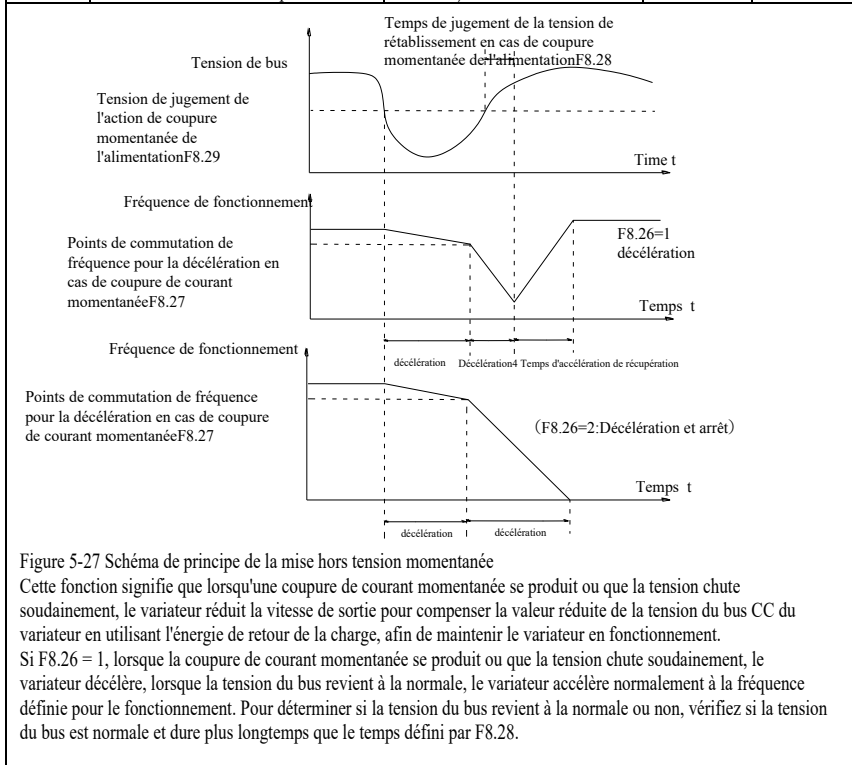 Temps de jugement de la tension de
rétablissement en cas de coupure
momentanée de l'alimentationF8.28
Tension de bus
Tension de jugement de
l'action de coupure
momentanée de
l'alimentationF8.29
Time t
Fréquence de fonctionnement
Points de commutation de
fréquence pour la décélération en
cas de coupure de courant
momentanéeF8.27
F8.26=1
décélération
Temps t
décélération
Décélération4
Temps d'accélération de récupération
Fréquence de fonctionnement
Points de commutation de fréquence
pour la décélération en cas de coupure
de courant momentanéeF8.27
(F8.26=2:Décélération et arrêt)
Temps t
décélération
décélération
Figure 5-27 Schéma de principe de la mise hors tension momentanée
Cette fonction signifie que lorsqu'une coupure de courant momentanée se produit ou que la tension chute
soudainement, le variateur réduit la vitesse de sortie pour compenser la valeur réduite de la tension du bus CC du
variateur en utilisant l'énergie de retour de la charge, afin de maintenir le variateur en fonctionnement.
Si F8.26 = 1, lorsque la coupure de courant momentanée se produit ou que la tension chute soudainement, le
variateur décélère, lorsque la tension du bus revient à la normale, le variateur accélère normalement à la fréquence
définie pour le fonctionnement. Pour déterminer si la tension du bus revient à la normale ou non, vérifiez si la tension
du bus est normale et dure plus longtemps que le temps défini par F8.28.